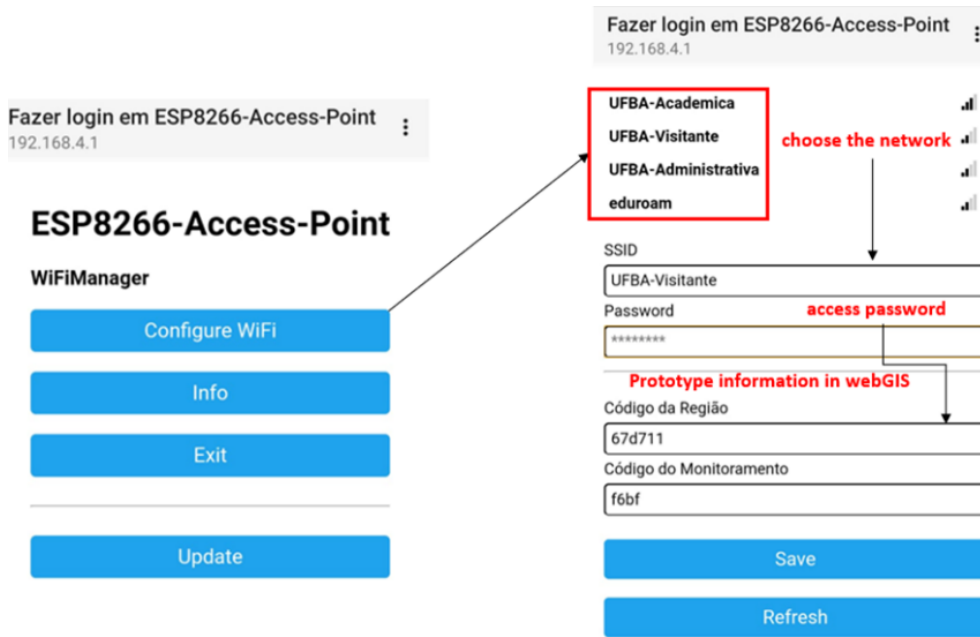 Fazer login em ESP8266-Access-Point
192.168.4.1
ESP8266-Access-Point
WiFiManager
Configure WiFi
Info
Exit
Update
Fazer login em ESP8266-Access-Point
192.168.4.1
UFBA-Academica
UFBA-Visitante
choose the network
UFBA-Administrativa
eduroam
SSID
UFBA-Visitante
Password
access password
********
Prototype information in webGIS
Código da Região
67d711
Código do Monitoramento
f6bf
Save
Refresh